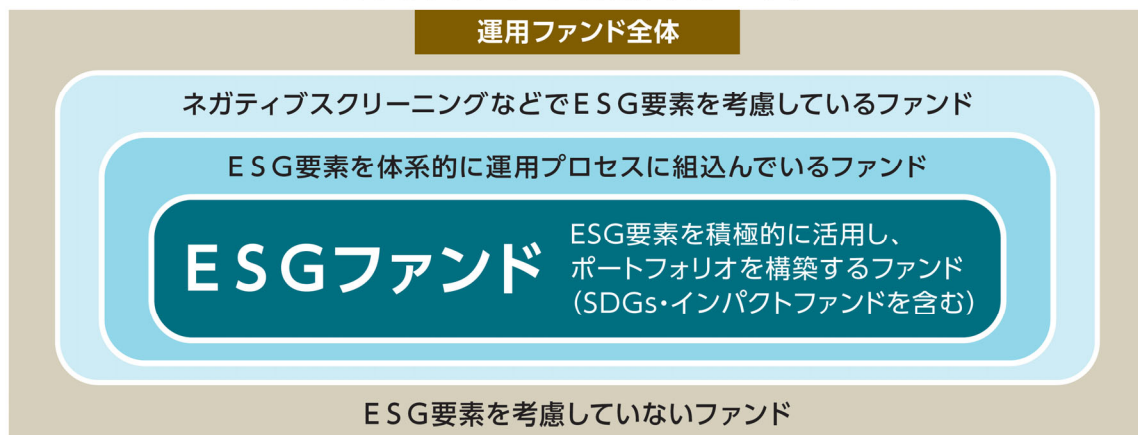 運用ファンド全体
ネガティブスクリーニングなどでESG要素を考慮しているファンド
ESG要素を体系的に運用プロセスに組込んでいるファンド
ESGファンド
ESG要素を積極的に活用し、
ポートフォリオを構築するファンド
(SDGs・インパクトファンドを含む)
ESG要素を考慮していないファンド